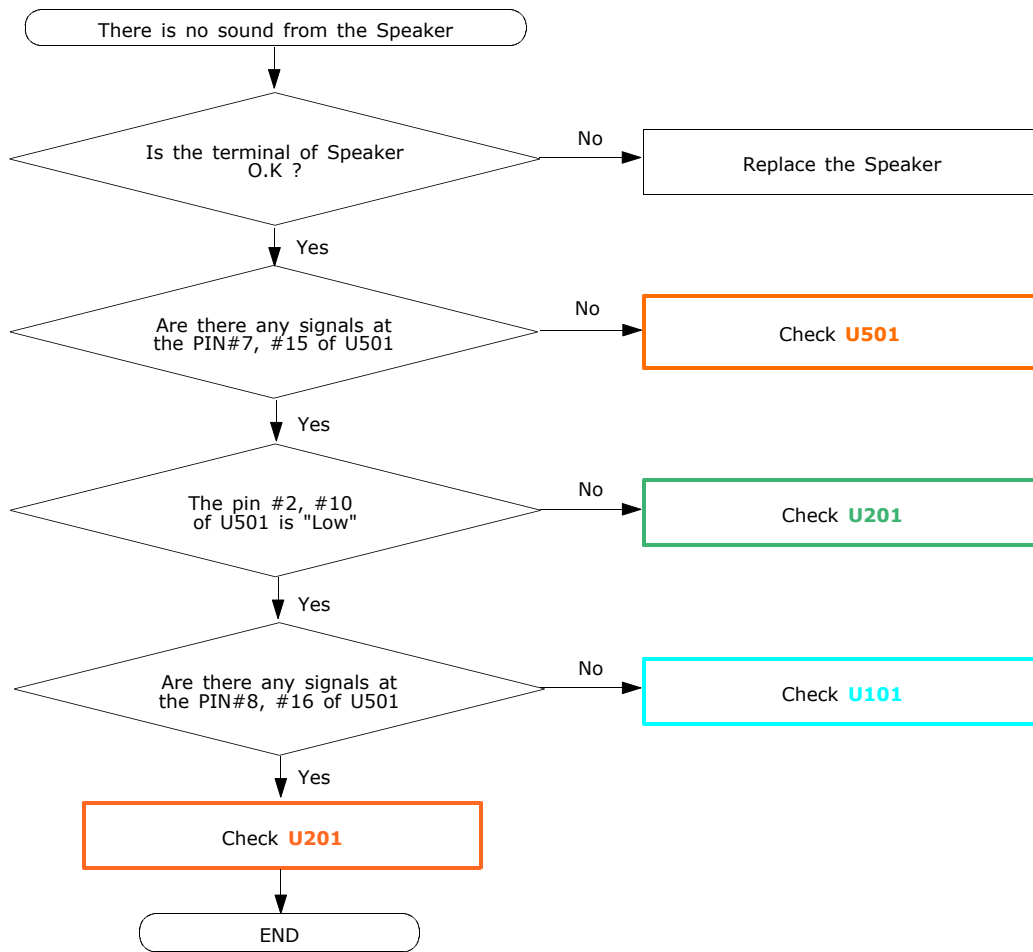 There is no sound from the Speaker
Is the terminal of Speaker
O.K ?
No
Replace the Speaker
Yes
Are there any signals at
the PIN#7, #15 of U501
No
Check U501
Yes
The pin #2, #10
of U501 is "Low"
No
Check U201
Yes
Are there any signals at
the PIN#8, #16 of U501
No
Check U101
Yes
Check U201
END